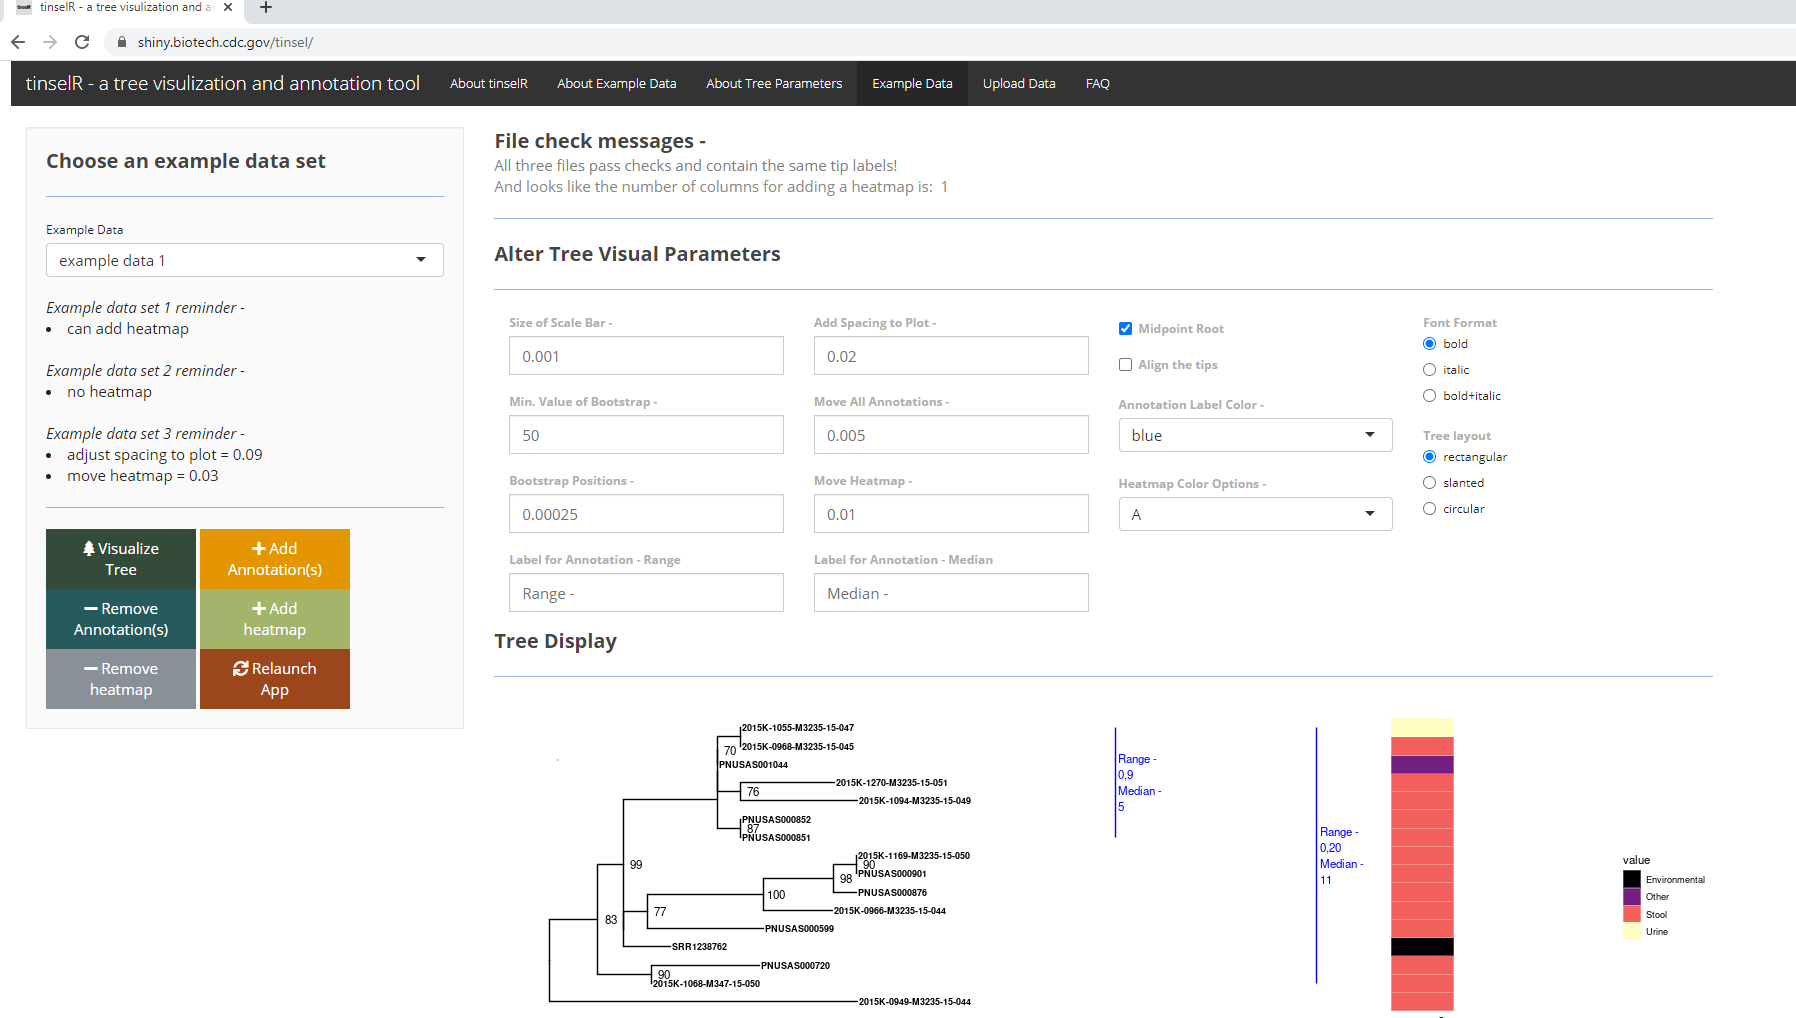 tinselR - a tree visulization and a
shiny.biotech.cdc.gov/tinsel/
tinselR - a tree visulization and annotation tool
About tinselR
About Example Data
About Tree Parameters
Example Data
Upload Data
FAQ
Choose an example data set
Example Data
example data 1
Example data set 1 reminder -
• can add heatmap
Example data set 2 reminder -
• no heatmap
Example data set 3 reminder -
• adjust spacing to plot = 0.09
• move heatmap = 0.03
Visualize
Tree
+ Add
Annotation(s)
− Remove
Annotation(s)
+ Add
heatmap
− Remove
heatmap
Relaunch
App
File check messages -
All three files pass checks and contain the same tip labels!
And looks like the number of columns for adding a heatmap is: 1
Alter Tree Visual Parameters
Size of Scale Bar -
0.001
Min. Value of Bootstrap -
50
Bootstrap Positions -
0.00025
Label for Annotation - Range
Range -
Add Spacing to Plot -
0.02
Move All Annotations -
0.005
Move Heatmap -
0.01
Label for Annotation - Median
Median -
Midpoint Root
Align the tips
Annotation Label Color -
blue
Heatmap Color Options -
A
Font Format
bold
italic
bold+italic
Tree layout
rectangular
slanted
circular
Tree Display
2015K-1055-M3235-15-047
70
2015K-0968-M3235-15-045
PNUSAS001044
2015K-1270-M3235-15-051
76
2015K-1094-M3235-15-049
PNUSAS000852
87
PNUSAS000851
2015K-1169-M3235-15-050
90
99
PNUSAS000901
98
PNUSAS000876
100
2015K-0966-M3235-15-044
77
83
PNUSAS000599
SRR1238762
PNUSAS000720
90
2015K-1068-M347-15-050
2015K-0949-M3235-15-044
Range -
0,9
Median -
5
Range -
0,20
Median -
11
value
Environmental
Other
Stool
Urine